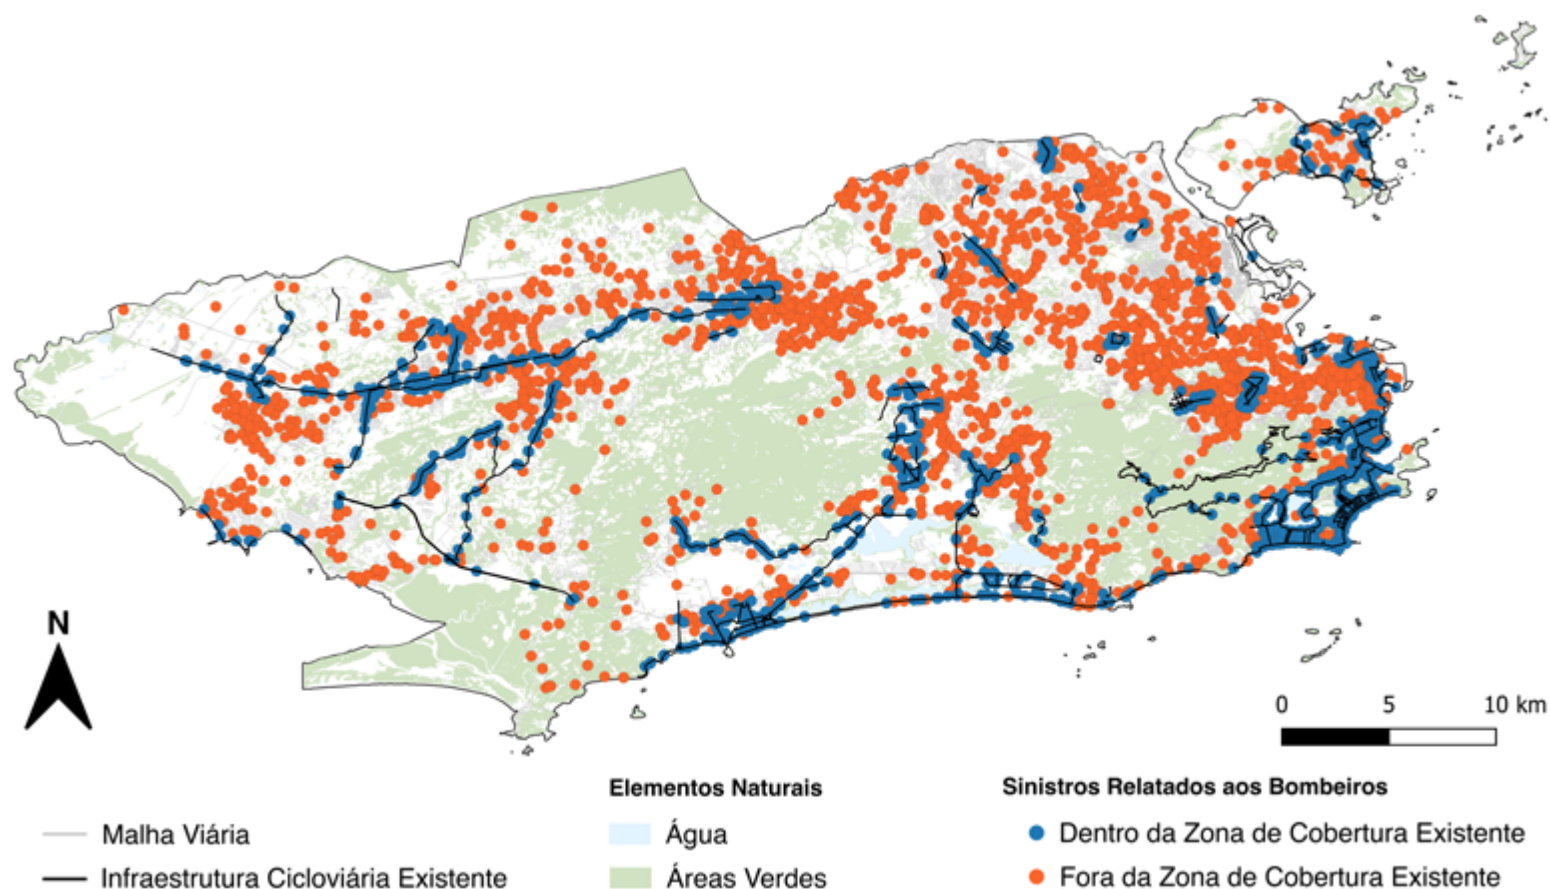 N
0 5 10 km
Elementos Naturais
Sinistros Relatados aos Bombeiros
Malha Viária
Água
Dentro da Zona de Cobertura Existente
Infraestrutura Cicloviária Existente
Áreas Verdes
Fora da Zona de Cobertura Existente